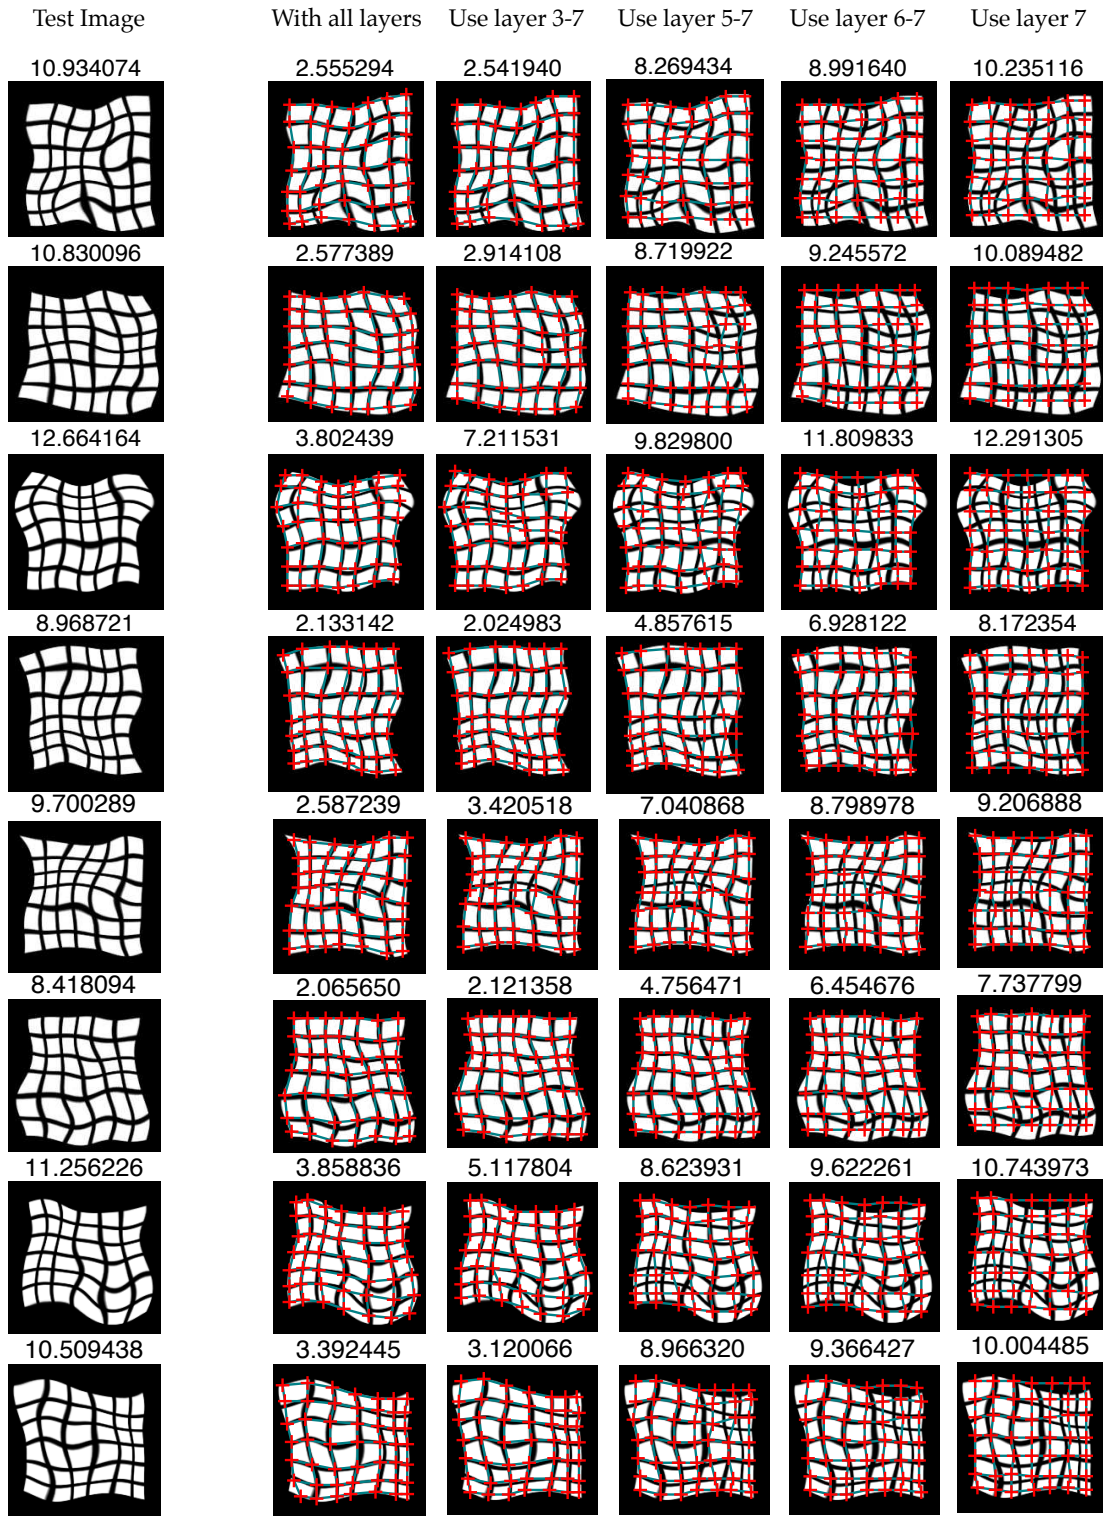 Test Image With all layers Use layer 3-7 Use layer 5-7 Use layer 6-7 Use layer 7
10.934074 2.555294 2.541940 8.269434 8.991640 10.235116
10.830096 2.577389 2.914108 8.719922 9.245572 10.089482
12.664164 3.802439 7.211531 9.829800 11.809833 12.291305
8.968721 2.133142 2.024983 4.857615 6.928122 8.172354
9.700289 2.587239 3.420518 7.040868 8.798978 9.206888
8.418094 2.065650 2.121358 4.756471 6.454676 7.737799
11.256226 3.858836 5.117804 8.623931 9.622261 10.743973
10.509438 3.392445 3.120066 8.966320 9.366427 10.004485